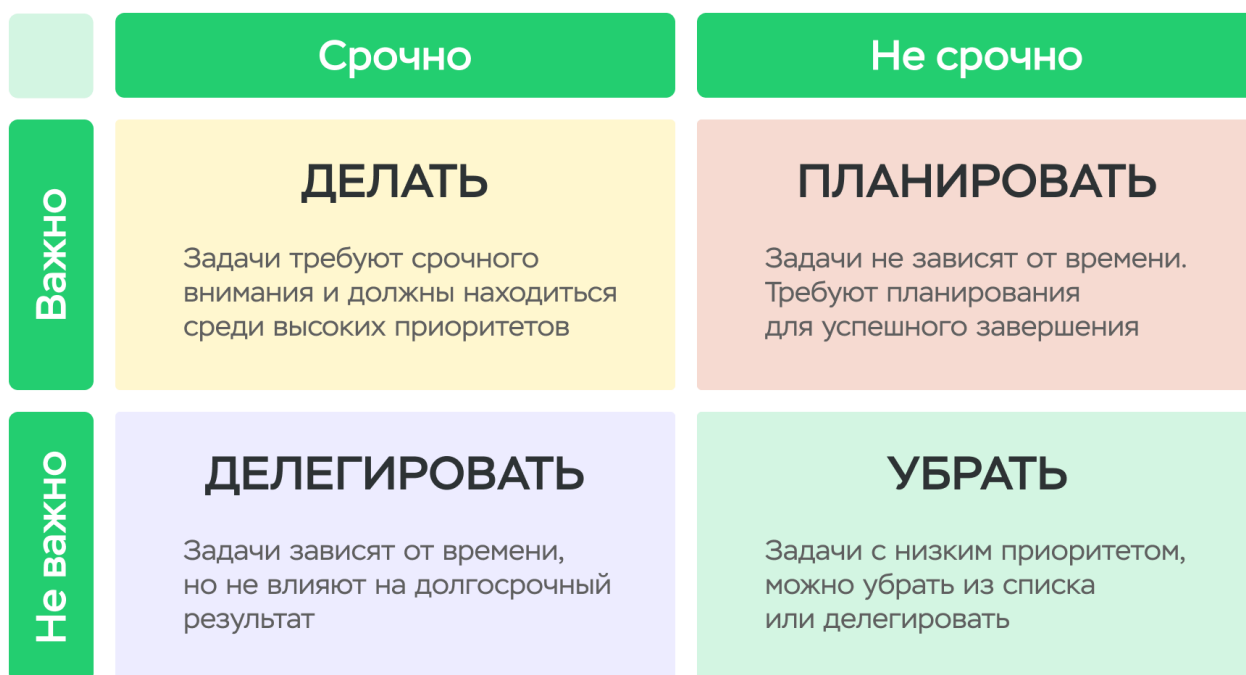 Срочно
Не срочно
Важно
ДЕЛАТЬ
Задачи требуют срочного
внимания и должны находиться
среди высоких приоритетов
ПЛАНИРОВАТЬ
Задачи не зависят от времени.
Требуют планирования
для успешного завершения
Не важно
ДЕЛЕГИРОВАТЬ
Задачи зависят от времени,
но не влияют на долгосрочный
результат
УБРАТЬ
Задачи с низким приоритетом,
можно убрать из списка
или делегировать